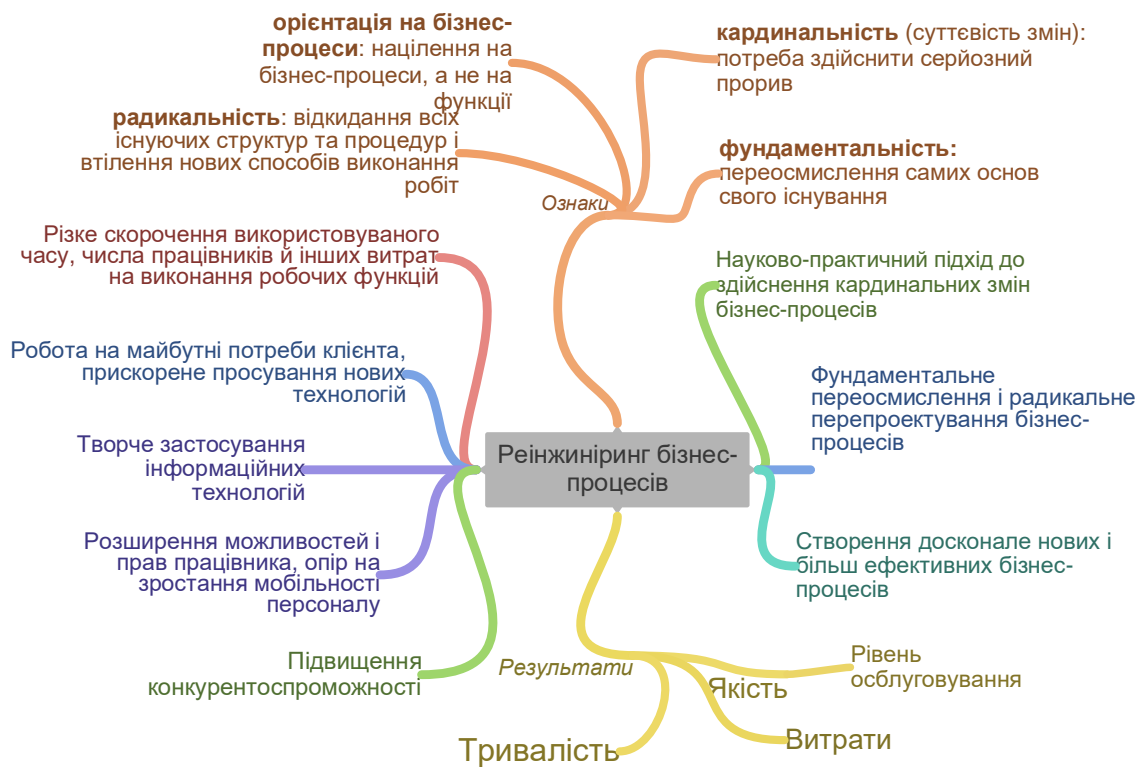 орієнтація на бізнес-
процеси: націлення на
бізнес-процеси, а не на
функції
радикальність: відкидання всіх
існуючих структур та процедур і
втілення нових способів виконання
робіт
кардинальність (суттєвість змін):
потреба здійснити серйозний
прорив
фундаментальність:
переосмислення самих основ
свого існування
Ознаки
Різке скорочення використовуваного
часу, числа працівників й інших витрат
на виконання робочих функцій
Робота на майбутні потреби клієнта,
прискорене просування нових
технологій
Творче застосування
інформаційних
технологій
Розширення можливостей і
прав працівника, опір на
зростання мобільності
персоналу
Підвищення
конкурентоспроможності
Реінжиніринг бізнес-
процесів
Науково-практичний підхід до
здійснення кардинальних змін
бізнес-процесів
Фундаментальне
переосмислення і радикальне
перепроектування бізнес-
процесів
Створення досконале нових і
більш ефективних бізнес-
процесів
Результати
Рівень
осблуговування
Якість
Витрати
Тривалість